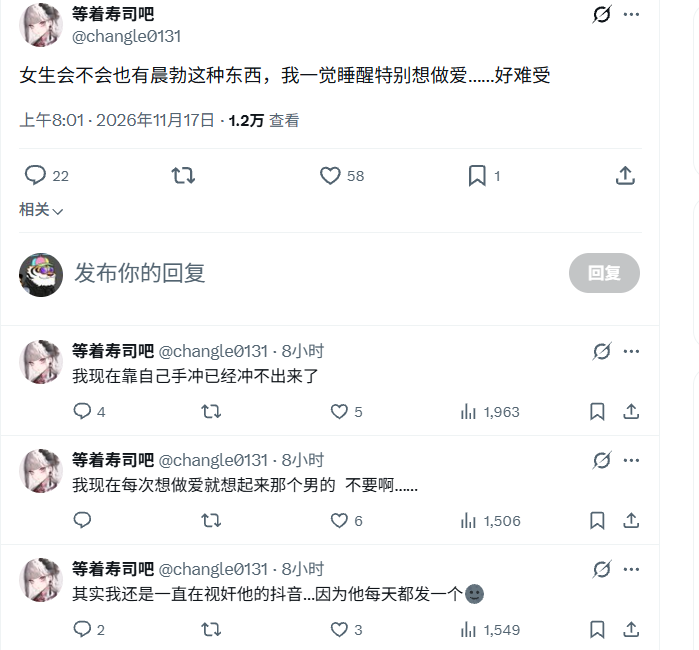 等着寿司吧
@changle0131
女生会不会也有晨勃这种东西，我一觉睡醒特别想做爱......好难受
上午8:01 · 2026年11月17日 · 1.2万 查看
22 58 1
相关
发布你的回复
回复
等着寿司吧 @changle0131 · 8小时
我现在靠自己手冲已经冲不出来了
4 5 1,963
等着寿司吧 @changle0131 · 8小时
我现在每次想做爱就想起来那个男的 不要啊......
6 1,506
等着寿司吧 @changle0131 · 8小时
其实我还是一直在视奸他的抖音...因为他每天都发一个🌚
2 3 1,549